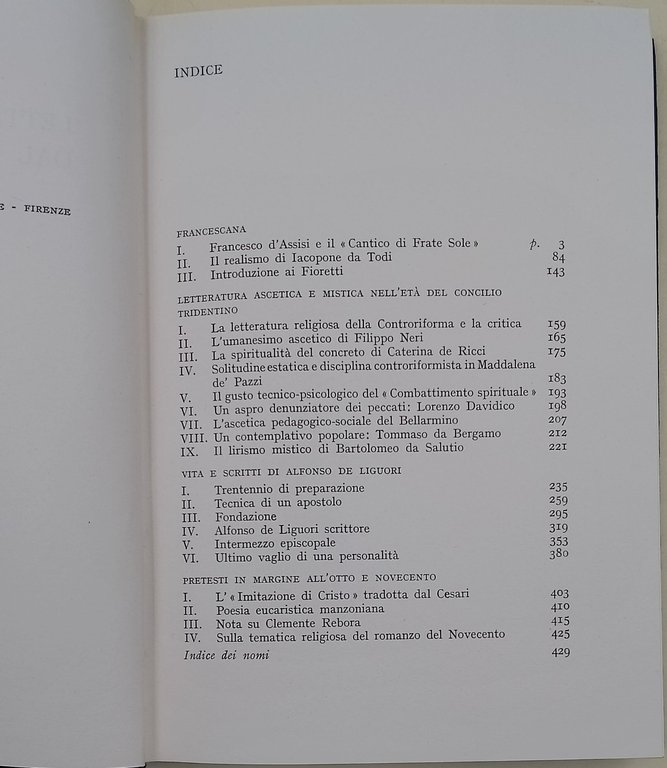 E - FIRENZE
INDICE
FRANCESCANA
I. Francesco d'Assisi e il « Cantico di Frate Sole » p. 3
II. Il realismo di Iacopone da Todi 84
III. Introduzione ai Fioretti 143
LETTERATURA ASCETICA E MISTICA NELL'ETÀ DEL CONCILIO
TRIDENTINO
I. La letteratura religiosa della Controriforma e la critica 159
II. L'umanesimo ascetico di Filippo Neri 165
III. La spiritualità del concreto di Caterina de Ricci 175
IV. Solitudine estatica e disciplina controriformista in Maddalena
de' Pazzi 183
V. Il gusto tecnico-psicologico del « Combattimento spirituale » 193
VI. Un aspro denunziatore dei peccati: Lorenzo Davidico 198
VII. L'ascetica pedagogico-sociale del Bellarmino 207
VIII. Un contemplativo popolare: Tommaso da Bergamo 212
IX. Il lirismo mistico di Bartolomeo da Salutio 221
VITA E SCRITTI DI ALFONSO DE LIGUORI
I. Trentennio di preparazione 235
II. Tecnica di un apostolo 259
III. Fondazione 295
IV. Alfonso de Liguori scrittore 319
V. Intermezzo episcopale 353
VI. Ultimo vaglio di una personalità 380
PRETESTI IN MARGINE ALL'OTTO E NOVECENTO
I. L' « Imitazione di Cristo » tradotta dal Cesari 403
II. Poesia eucaristica manzoniana 410
III. Nota su Clemente Rebora 415
IV. Sulla tematica religiosa del romanzo del Novecento 425
Indice dei nomi 429